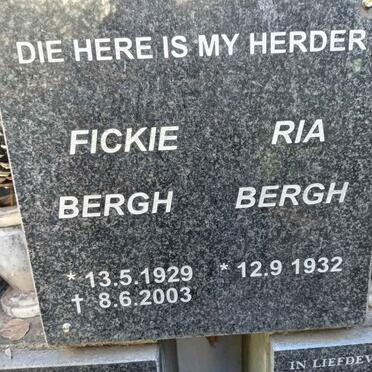 DIE HERE IS MY HERDER
FICKIE RIA
BERGH BERGH
* 13.5.1929 * 12.9 1932
† 8.6.2003
IN LIEFDEV